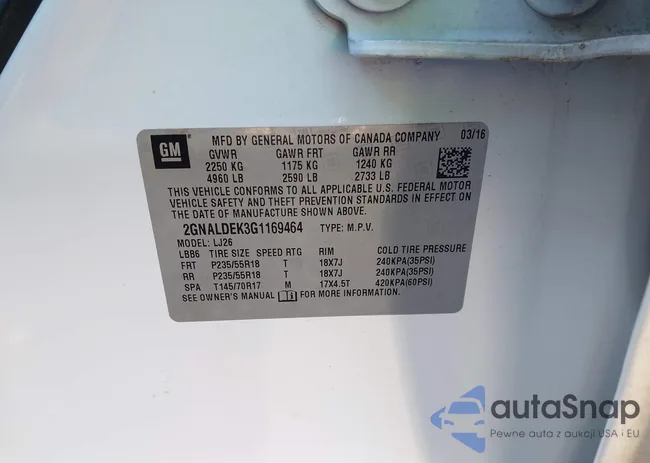 GM
MFD BY GENERAL MOTORS OF CANADA COMPANY 03/16
GVWR GAWR FRT GAWR RR
2250 KG 1175 KG 1240 KG
4960 LB 2590 LB 2733 LB
THIS VEHICLE CONFORMS TO ALL APPLICABLE U.S. FEDERAL MOTOR
VEHICLE SAFETY AND THEFT PREVENTION STANDARDS IN EFFECT ON
THE DATE OF MANUFACTURE SHOWN ABOVE.
2GNALDEK3G1169464 TYPE: M.P.V.
MODEL: LJ26
LBB6 TIRE SIZE SPEED RTG RIM COLD TIRE PRESSURE
FRT P235/55R18 T 18X7J 240KPA(35PSI)
RR P235/55R18 T 18X7J 240KPA(35PSI)
SPA T145/70R17 M 17X4.5T 420KPA(60PSI)
SEE OWNER'S MANUAL FOR MORE INFORMATION.
autaSnap
Pewne auta z aukcji USA i EU